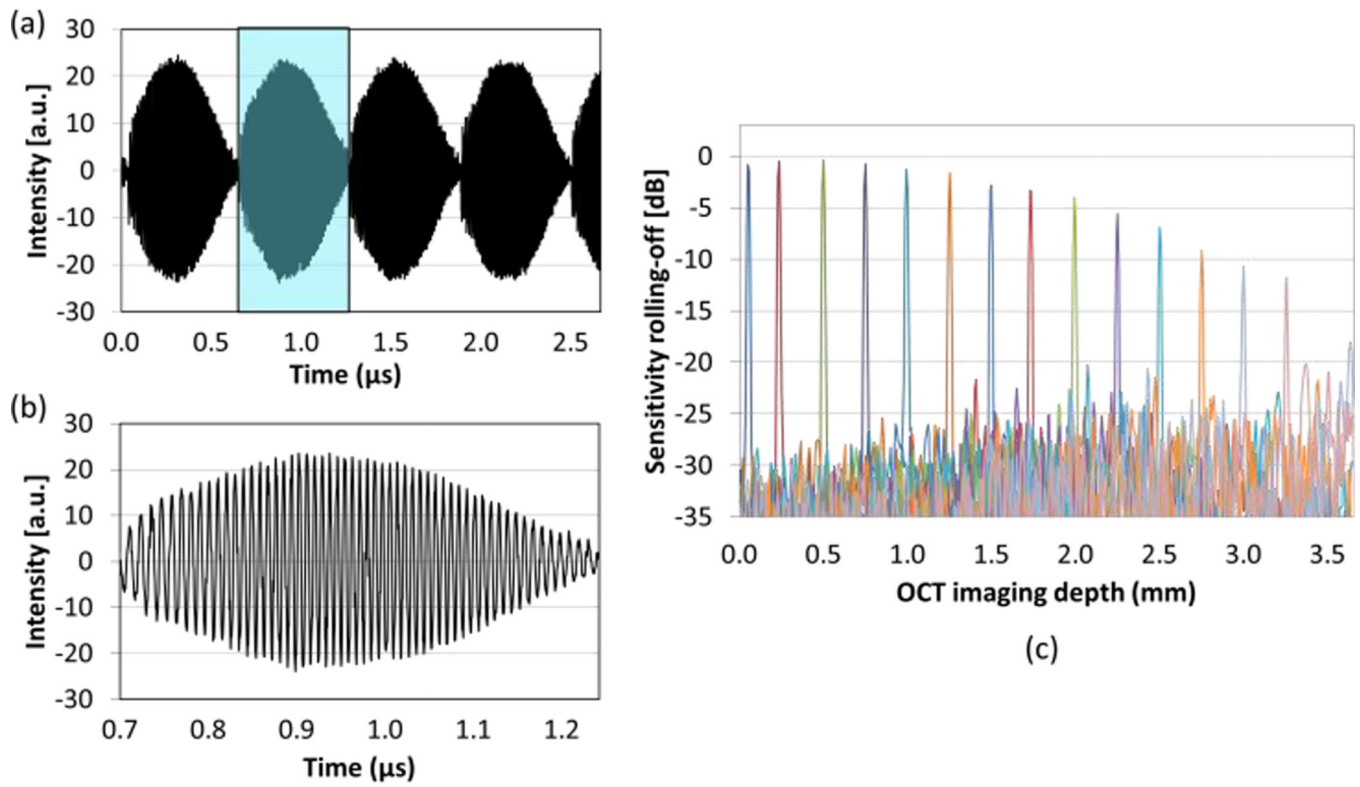 (a)
Intensity [a.u.]
30
20
10
0
-10
-20
-30
0.0 0.5 1.0 1.5 2.0 2.5
Time (µs)
(b)
Intensity [a.u.]
30
20
10
0
-10
-20
-30
0.7 0.8 0.9 1.0 1.1 1.2
Time (µs)
Sensitivity rolling-off [dB]
0
-5
-10
-15
-20
-25
-30
-35
0.0 0.5 1.0 1.5 2.0 2.5 3.0 3.5
OCT imaging depth (mm)
(c)